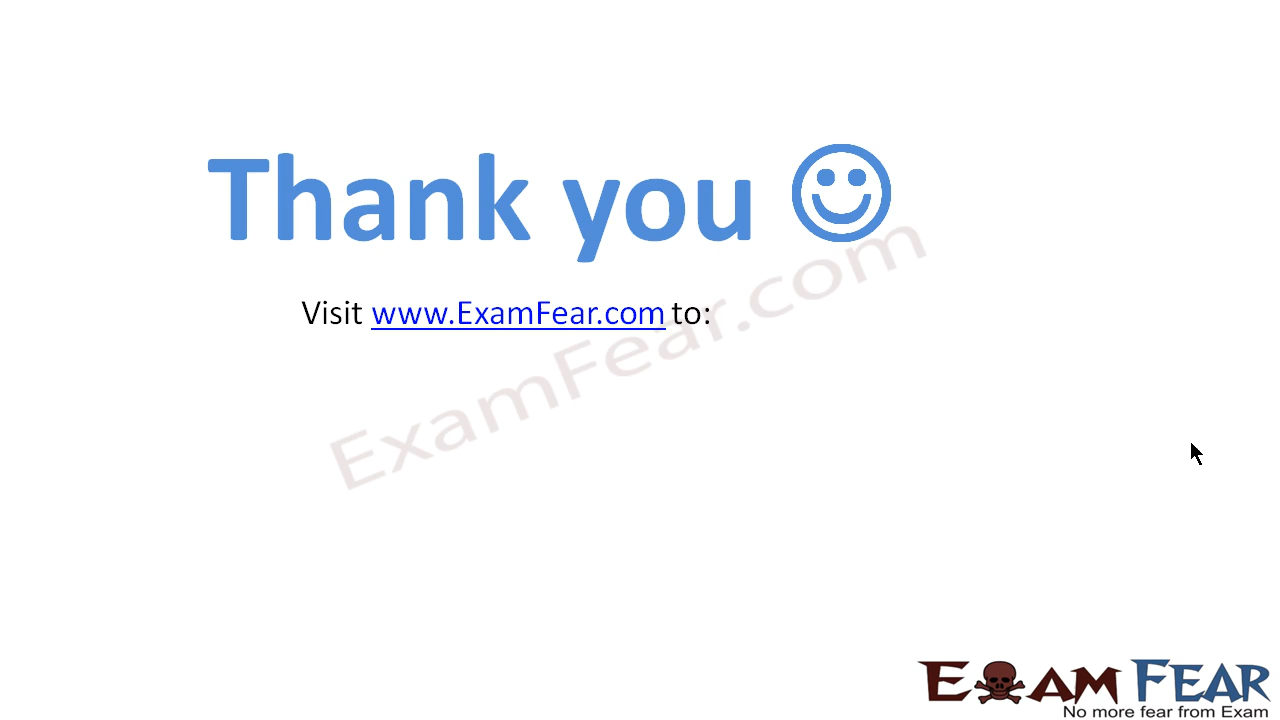 Thank you ☺
Visit www.ExamFear.com to:
ExamFear.com
EXAM FEAR
No more fear from Exam